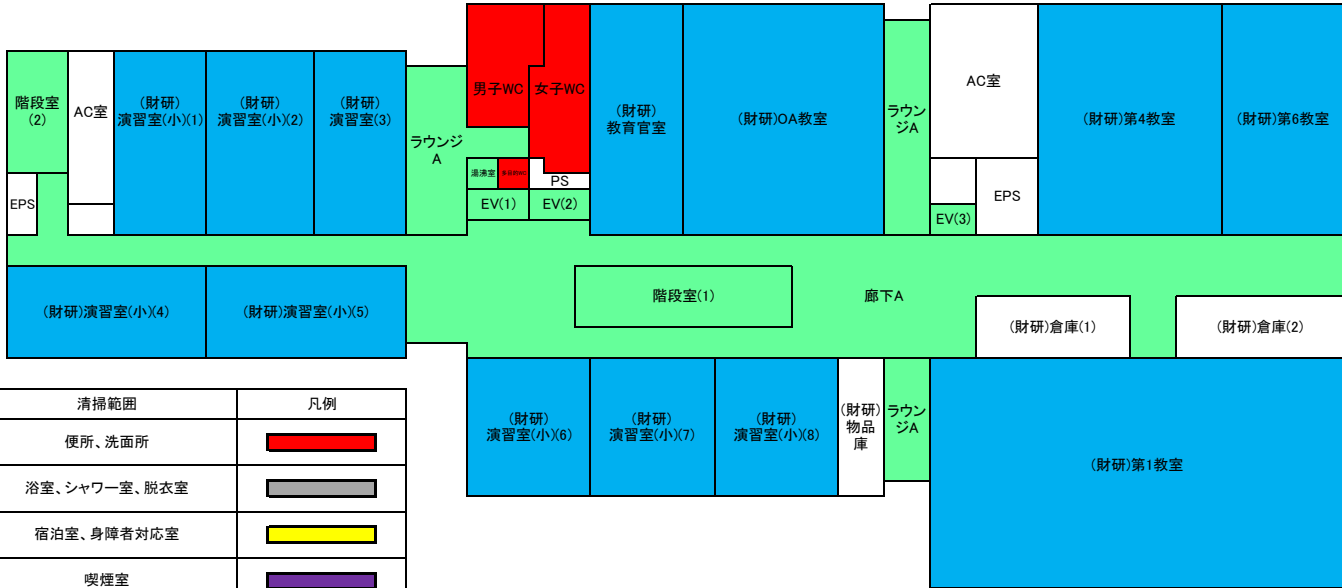 階段室
(2)
AC室
(財研)
演習室(小)(1)
(財研)
演習室(小)(2)
(財研)
演習室(3)
ラウンジ
A
男子WC
女子WC
(財研)
教育官室
(財研)OA教室
ラウン
ジA
AC室
(財研)第4教室
(財研)第6教室
湯沸室
PS
EPS
EV(1)
EV(2)
EV(3)
EPS
(財研)演習室(小)(4)
(財研)演習室(小)(5)
階段室(1)
廊下A
(財研)倉庫(1)
(財研)倉庫(2)
(財研)
演習室(小)(6)
(財研)
演習室(小)(7)
(財研)
演習室(小)(8)
(財研)
物品
庫
ラウン
ジA
(財研)第1教室
清掃範囲
凡例
便所、洗面所
浴室、シャワー室、脱衣室
宿泊室、身障者対応室
喫煙室